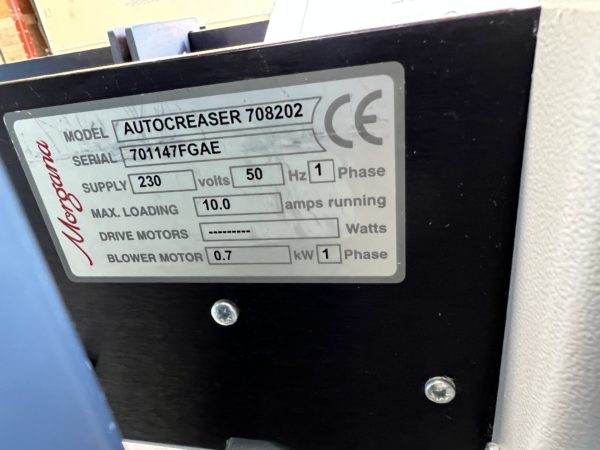 Morgana
MODEL AUTOCREASER 708202
SERIAL 701147FGAE
SUPPLY 230 volts 50 Hz 1 Phase
MAX. LOADING 10.0 amps running
DRIVE MOTORS --------- Watts
BLOWER MOTOR 0.7 kW 1 Phase
CE